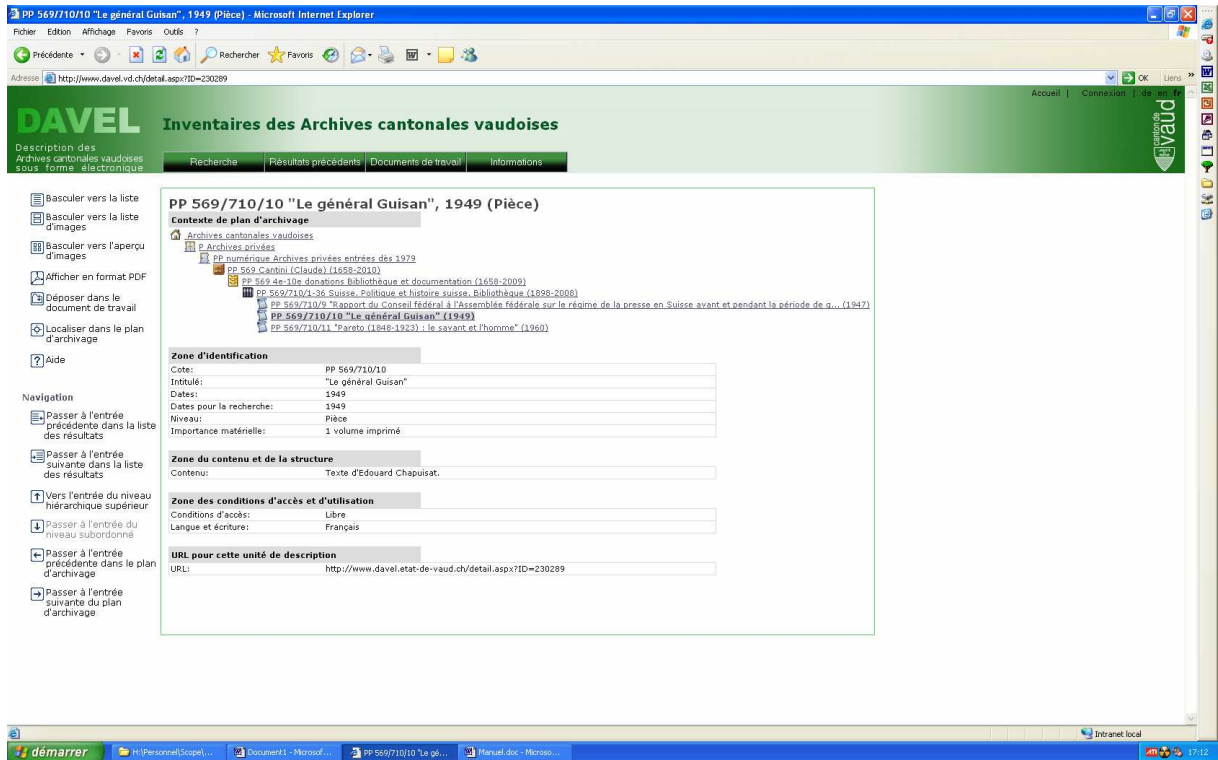 PP 569/710/10 "Le général Guisan", 1949 (Pièce) - Microsoft Internet Explorer
Fichier Edition Affichage Favoris Outils ?
Précédente Rechercher Favoris
Adresse http://www.davel.vd.ch/detail.aspx?ID=230289 OK Liens »
Accueil | Connexion | de en fr
DAVEL
Description des
Archives cantonales vaudoises
sous forme électronique
Inventaires des Archives cantonales vaudoises
canton de
vaud
Recherche Résultats précédents Documents de travail Informations
Basculer vers la liste
Basculer vers la liste
d'images
Basculer vers l'aperçu
d'images
Afficher en format PDF
Déposer dans le
document de travail
Localiser dans le plan
d'archivage
Aide
Navigation
Passer à l'entrée
précédente dans la liste
des résultats
Passer à l'entrée
suivante dans la liste
des résultats
Vers l'entrée du niveau
hiérarchique supérieur
Passer à l'entrée du
niveau subordonné
Passer à l'entrée
précédente dans le plan
d'archivage
Passer à l'entrée
suivante du plan
d'archivage
PP 569/710/10 "Le général Guisan", 1949 (Pièce)
Contexte de plan d'archivage
Archives cantonales vaudoises
P Archives privées
PP numérique Archives privées entrées dès 1979
PP 569 Cantini (Claude) (1658-2010)
PP 569 4e-10e donations Bibliothèque et documentation (1658-2009)
PP 569/710/1-36 Suisse. Politique et histoire suisse. Bibliothèque (1898-2008)
PP 569/710/9 "Rapport du Conseil fédéral à l'Assemblée fédérale sur le régime de la presse en Suisse avant et pendant la période de g... (1947)
PP 569/710/10 "Le général Guisan" (1949)
PP 569/710/11 "Pareto (1848-1923) : le savant et l'homme" (1960)
Zone d'identification
Cote: PP 569/710/10
Intitulé: "Le général Guisan"
Dates: 1949
Dates pour la recherche: 1949
Niveau: Pièce
Importance matérielle: 1 volume imprimé
Zone du contenu et de la structure
Contenu: Texte d'Edouard Chapuisat.
Zone des conditions d'accès et d'utilisation
Conditions d'accès: Libre
Langue et écriture: Français
URL pour cette unité de description
URL: http://www.davel.etat-de-vaud.ch/detail.aspx?ID=230289
Intranet local
démarrer H:\Personnel\Scope\... Document1 - Microsof... PP 569/710/10 "Le gé... Manuel.doc - Microso... 17:12